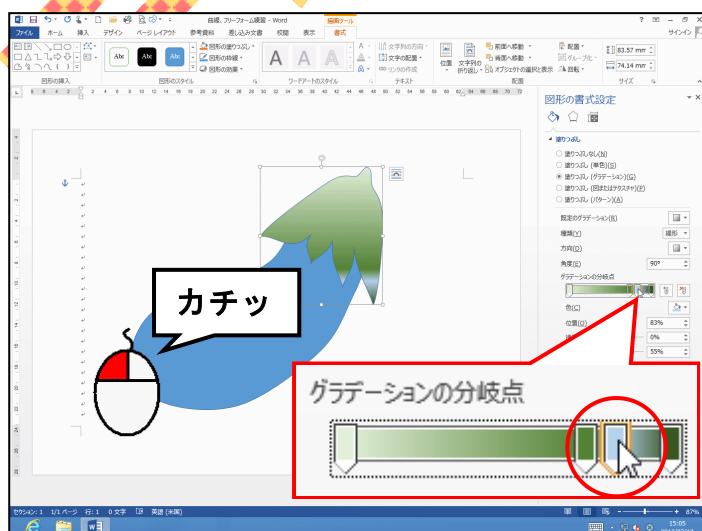 曲線、フリーフォーム練習 - Word
描画ツール
ファイル ホーム 挿入 デザイン ページ レイアウト 参考資料 差し込み文書 校閲 表示 書式
サインイン
Abc Abc Abc
図形の塗りつぶし
図形の枠線
図形の効果
A A A
文字列の方向
文字の配置
リンクの作成
位置
文字列の
折り返し
前面へ移動
背面へ移動
オブジェクトの選択と表示
配置
グループ化
回転
83.57 mm
74.14 mm
図形の挿入 図形のスタイル ワードアートのスタイル テキスト 配置 サイズ
図形の書式設定
塗りつぶし
塗りつぶしなし(N)
塗りつぶし (単色)(S)
塗りつぶし (グラデーション)(G)
塗りつぶし (図またはテクスチャ)(P)
塗りつぶし (パターン)(A)
既定のグラデーション(R)
種類(Y) 線形
方向(D)
角度(E) 90°
グラデーションの分岐点
色(C)
位置(O) 83%
0%
55%
カチッ
グラデーションの分岐点
セクション: 1 1/1 ページ 行: 1 0 文字 英語 (米国)
87%
15:05